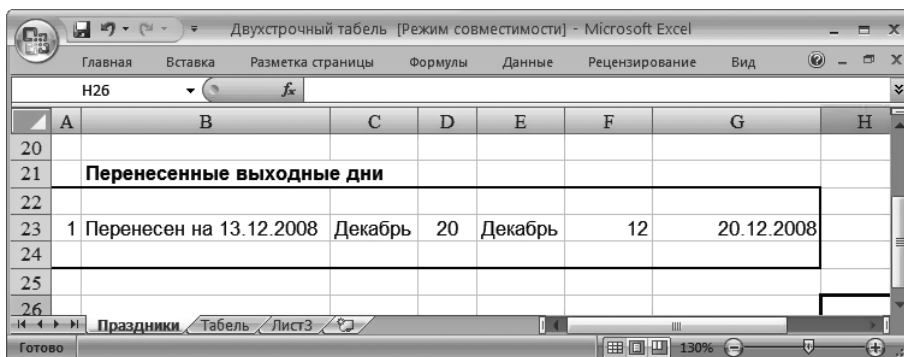 Двухстрочный табель [Режим совместимости] - Microsoft Excel
Главная Вставка Разметка страницы Формулы Данные Рецензирование Вид
H26 fx
A B C D E F G H
20
21 Перенесенные выходные дни
22
23 1 Перенесен на 13.12.2008 Декабрь 20 Декабрь 12 20.12.2008
24
25
26
Праздники Табель Лист3
Готово 130%